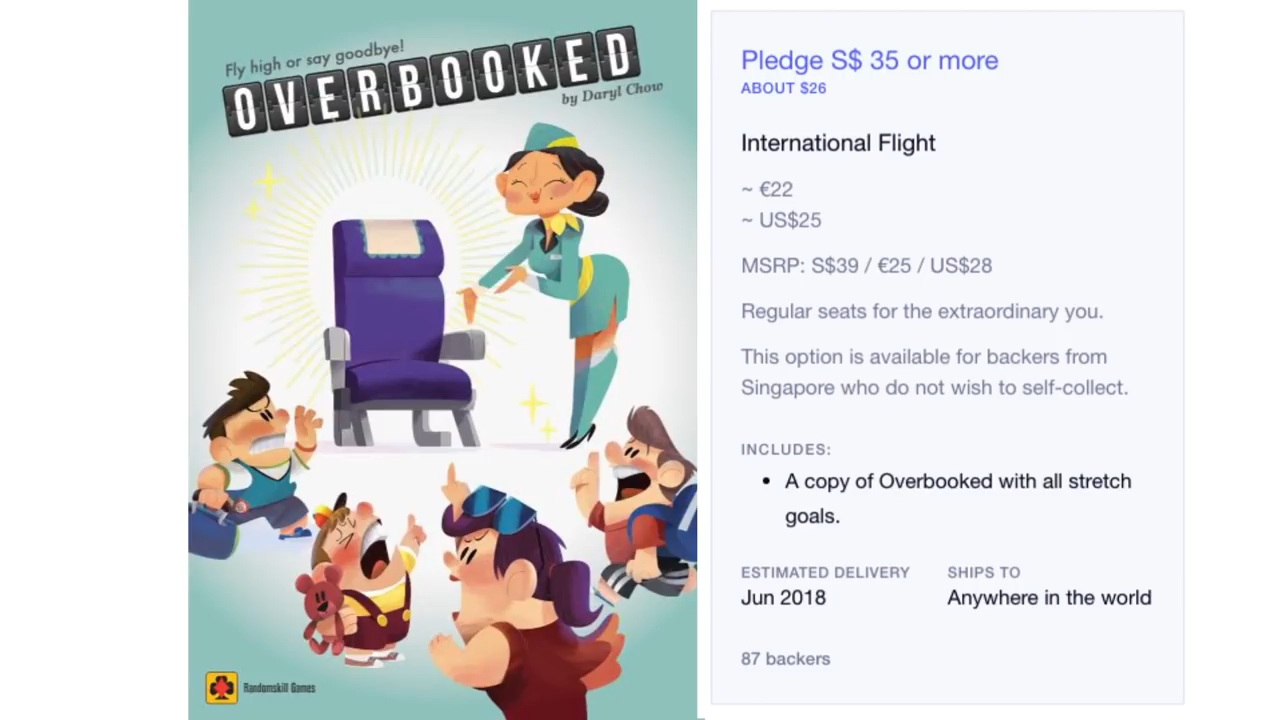 Fly high or say goodbye!
OVERBOOKED
by Daryl Chow
Randomskill Games
Pledge S$ 35 or more
ABOUT $26
International Flight
~ €22
~ US$25
MSRP: S$39 / €25 / US$28
Regular seats for the extraordinary you.
This option is available for backers from
Singapore who do not wish to self-collect.
INCLUDES:
• A copy of Overbooked with all stretch
goals.
ESTIMATED DELIVERY
Jun 2018
SHIPS TO
Anywhere in the world
87 backers